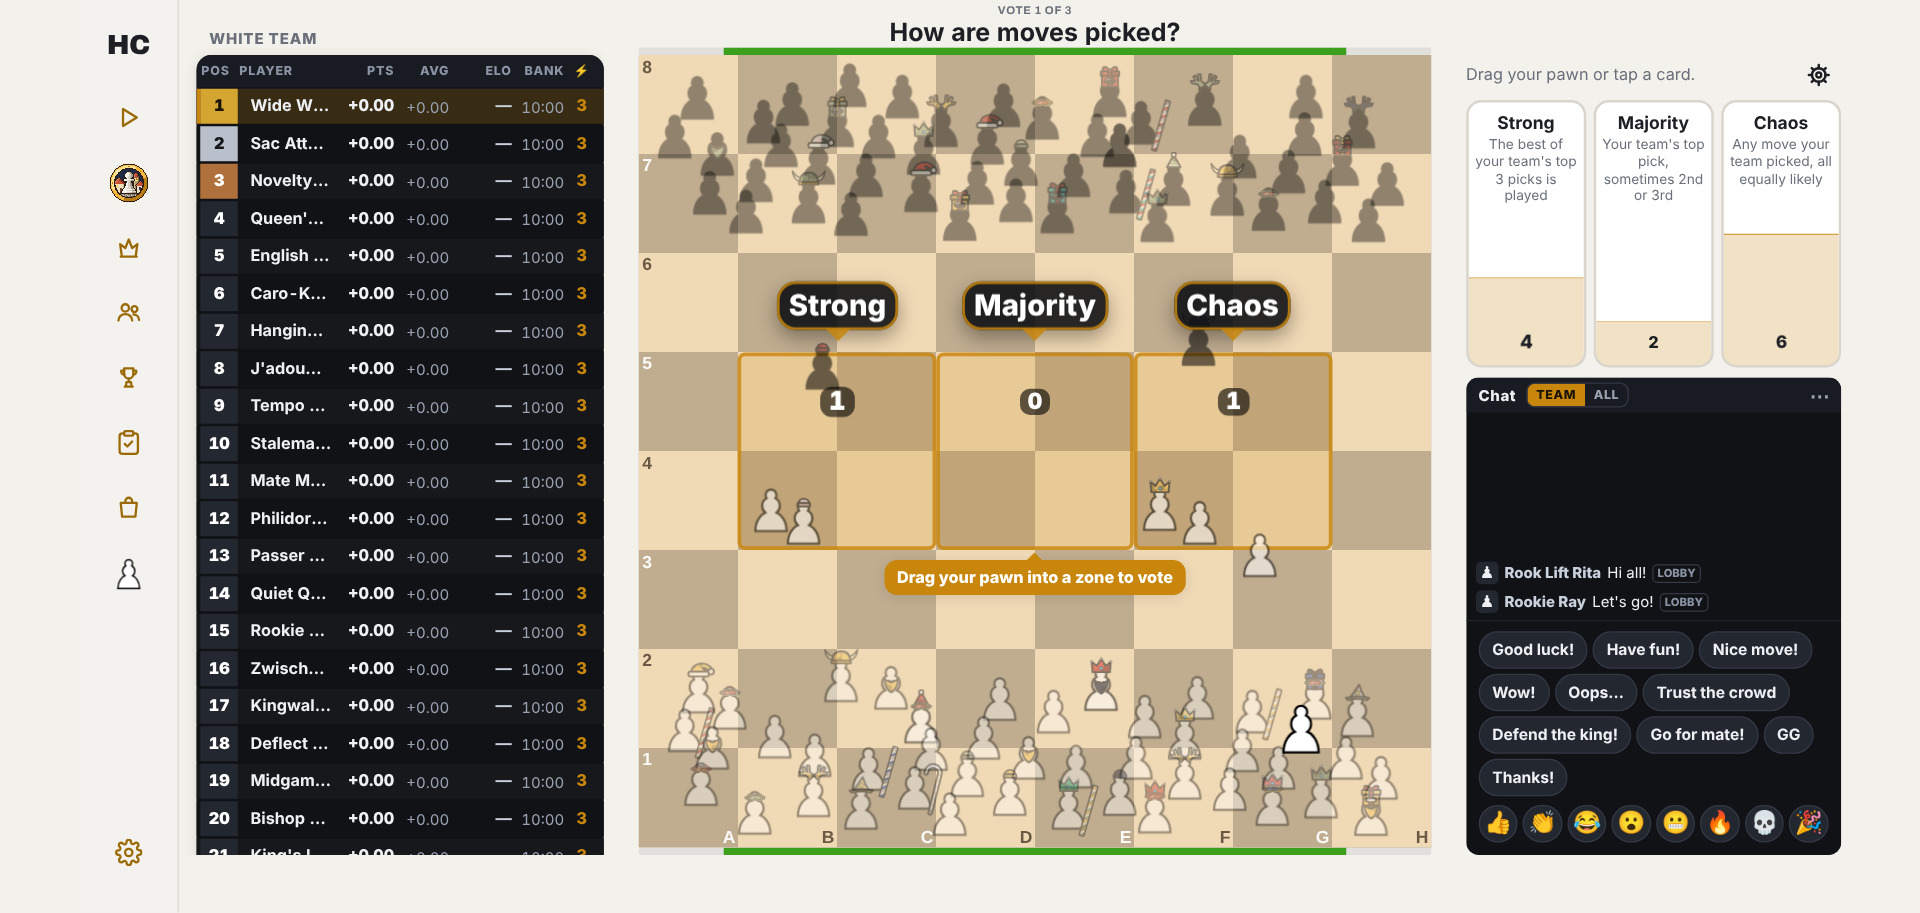 HC
WHITE TEAM
POS PLAYER PTS AVG ELO BANK
1 Wide W... +0.00 +0.00 — 10:00 3
2 Sac Att... +0.00 +0.00 — 10:00 3
3 Novelty... +0.00 +0.00 — 10:00 3
4 Queen'... +0.00 +0.00 — 10:00 3
5 English ... +0.00 +0.00 — 10:00 3
6 Caro-K... +0.00 +0.00 — 10:00 3
7 Hangin... +0.00 +0.00 — 10:00 3
8 J'adou... +0.00 +0.00 — 10:00 3
9 Tempo ... +0.00 +0.00 — 10:00 3
10 Stalema... +0.00 +0.00 — 10:00 3
11 Mate M... +0.00 +0.00 — 10:00 3
12 Philidor... +0.00 +0.00 — 10:00 3
13 Passer ... +0.00 +0.00 — 10:00 3
14 Quiet Q... +0.00 +0.00 — 10:00 3
15 Rookie ... +0.00 +0.00 — 10:00 3
16 Zwisch... +0.00 +0.00 — 10:00 3
17 Kingwal... +0.00 +0.00 — 10:00 3
18 Deflect ... +0.00 +0.00 — 10:00 3
19 Midgam... +0.00 +0.00 — 10:00 3
20 Bishop ... +0.00 +0.00 — 10:00 3
VOTE 1 OF 3
How are moves picked?
8
7
6
Strong Majority Chaos
5
1 0 1
4
3
Drag your pawn into a zone to vote
2
1
A B C D E F G H
Drag your pawn or tap a card.
Strong
The best of
your team's top
3 picks is
played
4
Majority
Your team's top
pick,
sometimes 2nd
or 3rd
2
Chaos
Any move your
team picked, all
equally likely
6
Chat TEAM ALL
Rook Lift Rita Hi all! LOBBY
Rookie Ray Let's go! LOBBY
Good luck! Have fun! Nice move!
Wow! Oops... Trust the crowd
Defend the king! Go for mate! GG
Thanks!